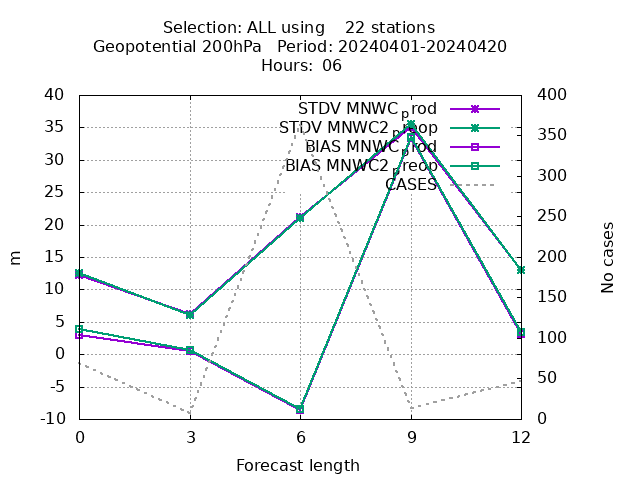 Selection: ALL using    22 stations
Geopotential 200hPa   Period: 20240401-20240420
Hours: 06
40
35
30
25
20
15
10
5
0
-5
-10
400
350
300
250
200
150
100
50
0
STDV MNWC_prod
STDV MNWC2_preop
BIAS MNWC_prod
BIAS MNWC2_preop
CASES
m
No cases
0 3 6 9 12
Forecast length